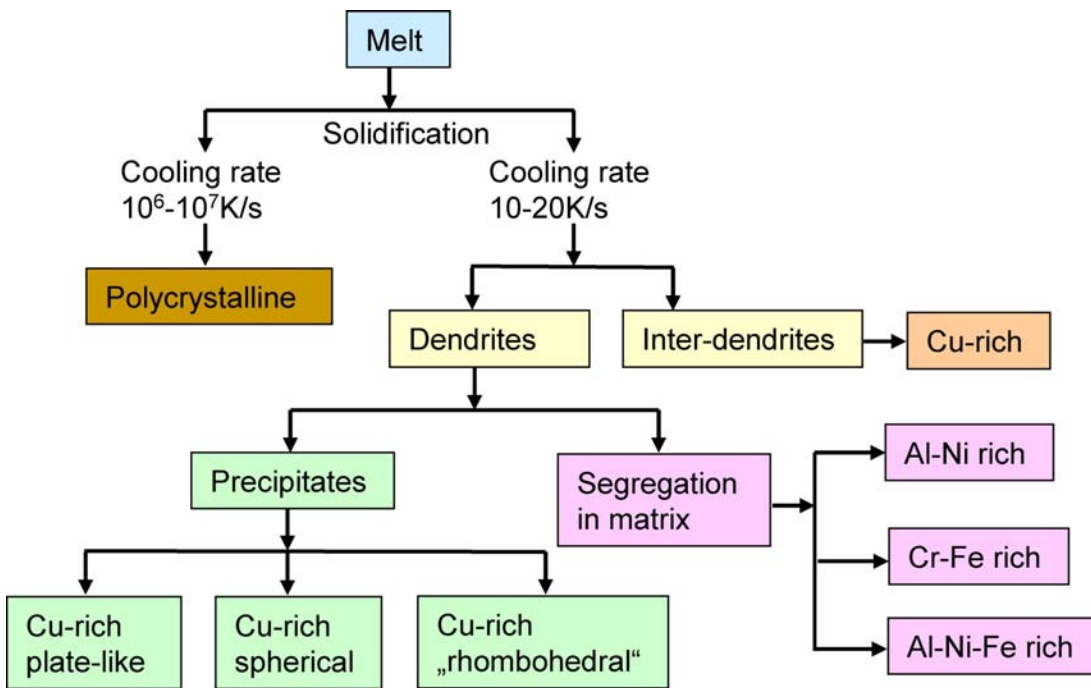 Melt
Solidification
Cooling rate
10⁶-10⁷K/s
Cooling rate
10-20K/s
Polycrystalline
Dendrites
Inter-dendrites
Cu-rich
Precipitates
Segregation
in matrix
Al-Ni rich
Cr-Fe rich
Al-Ni-Fe rich
Cu-rich
plate-like
Cu-rich
spherical
Cu-rich
„rhombohedral“